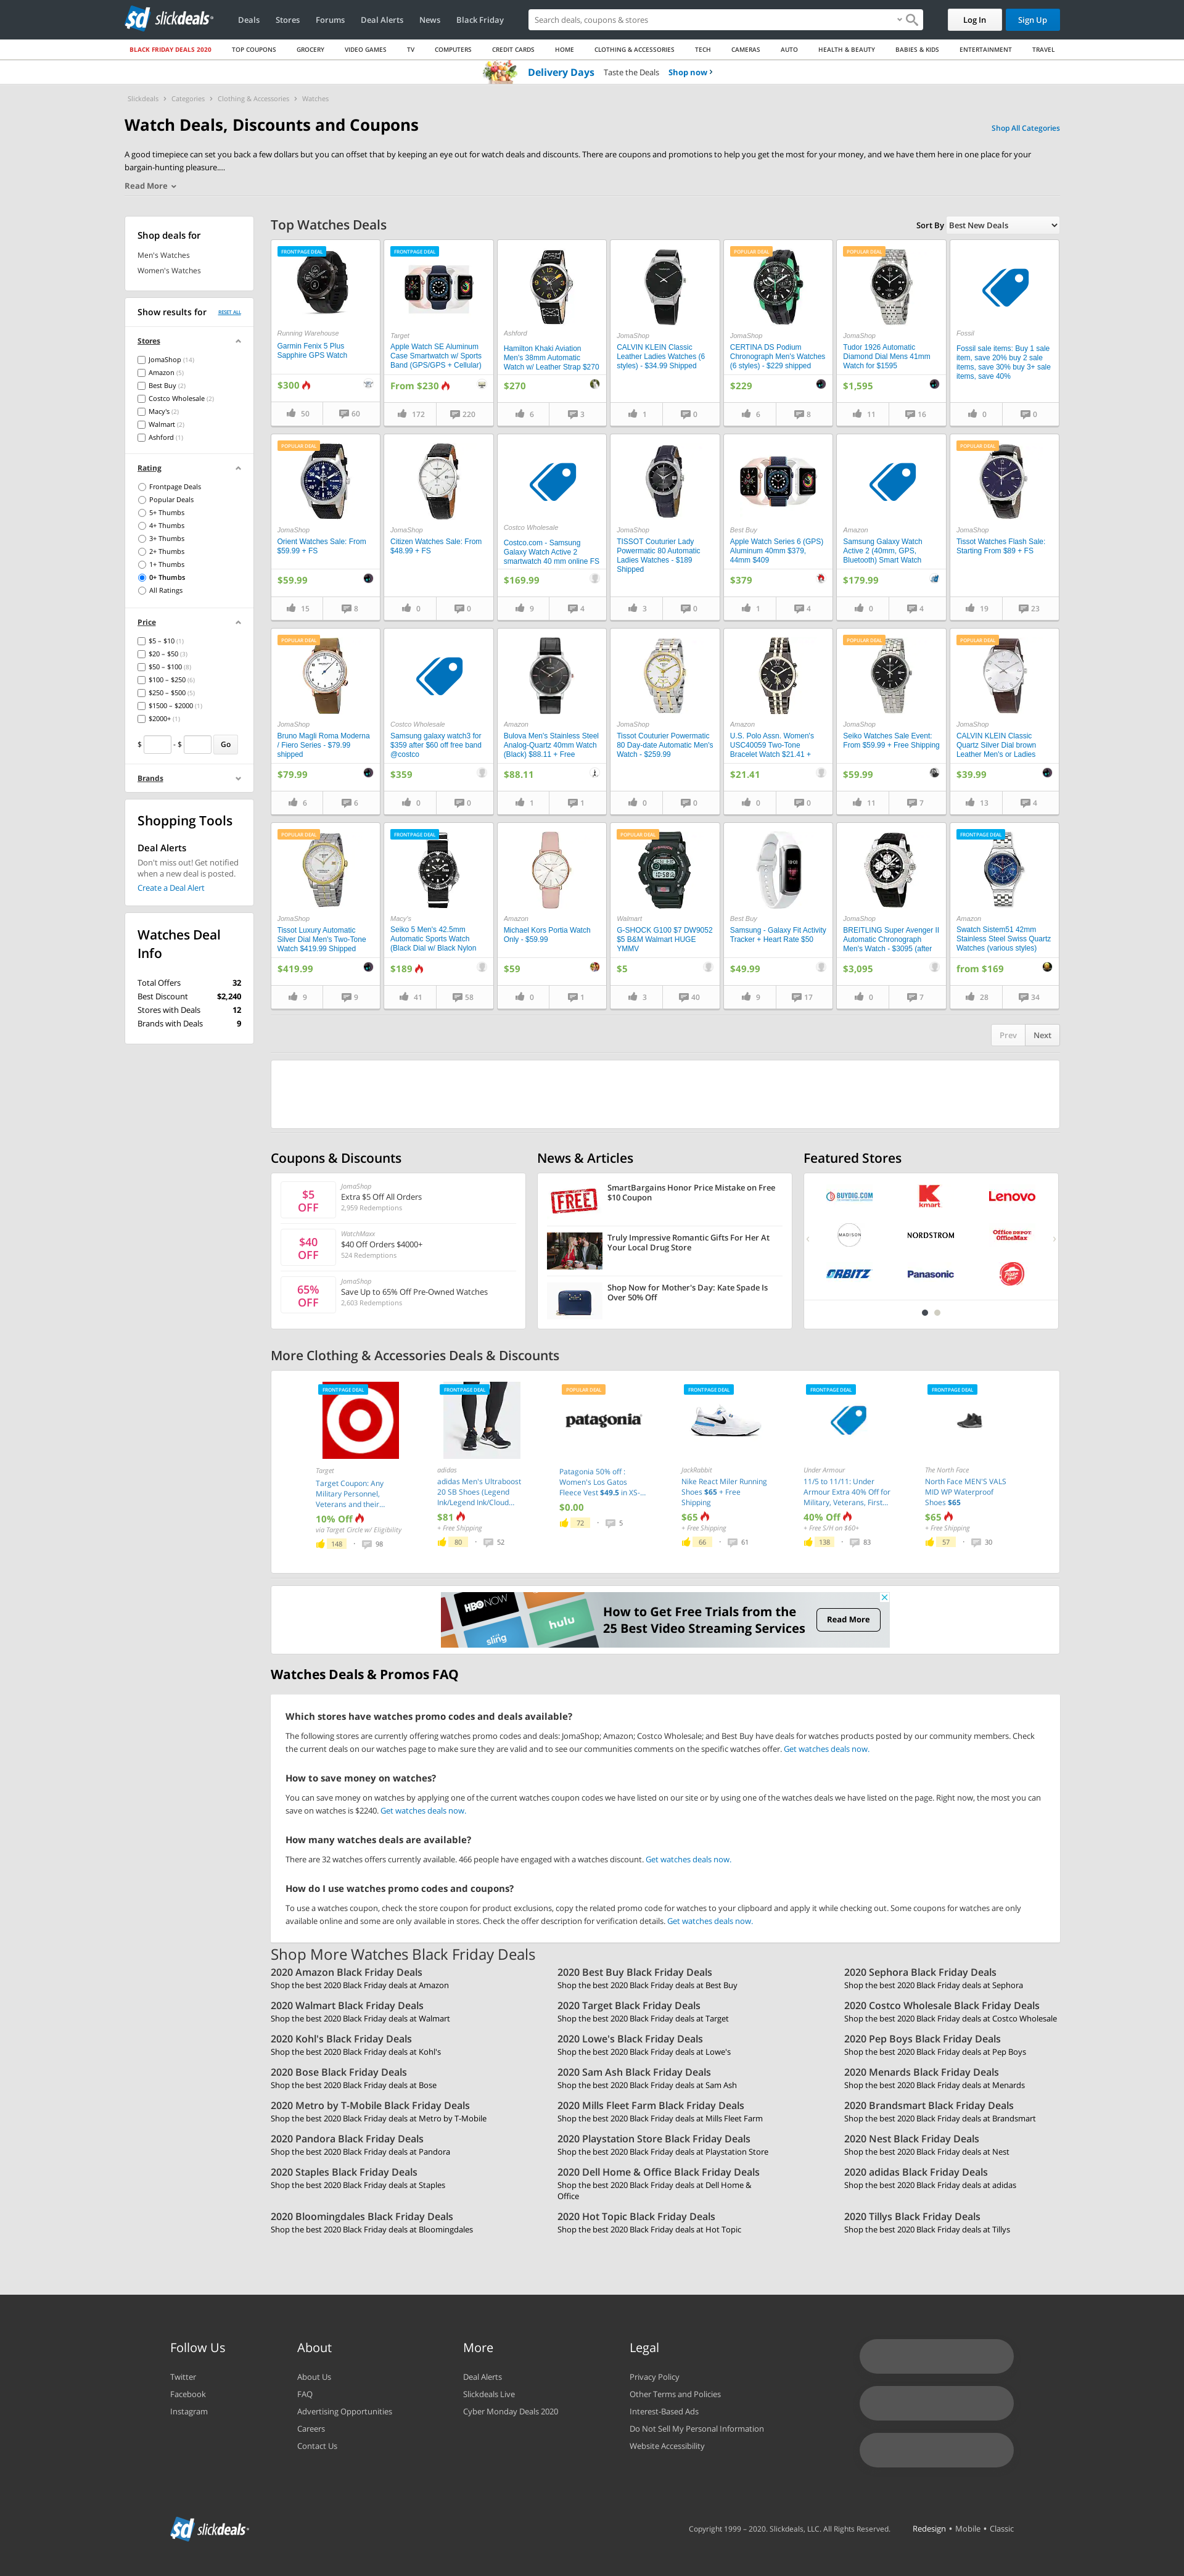 slickdeals
Deals Stores Forums Deal Alerts News Black Friday
Search deals, coupons & stores
Log In Sign Up
BLACK FRIDAY DEALS 2020 TOP COUPONS GROCERY VIDEO GAMES TV COMPUTERS CREDIT CARDS HOME CLOTHING & ACCESSORIES TECH CAMERAS AUTO HEALTH & BEAUTY BABIES & KIDS ENTERTAINMENT TRAVEL
Delivery Days Taste the Deals Shop now ›
Slickdeals › Categories › Clothing & Accessories › Watches
Watch Deals, Discounts and Coupons
Shop All Categories
A good timepiece can set you back a few dollars but you can offset that by keeping an eye out for watch deals and discounts. There are coupons and promotions to help you get the most for your money, and we have them here in one place for your
bargain-hunting pleasure....
Read More
Shop deals for
Men's Watches
Women's Watches
Show results for RESET ALL
Stores
JomaShop (14)
Amazon (5)
Best Buy (2)
Costco Wholesale (2)
Macy's (2)
Walmart (2)
Ashford (1)
Rating
Frontpage Deals
Popular Deals
5+ Thumbs
4+ Thumbs
3+ Thumbs
2+ Thumbs
1+ Thumbs
0+ Thumbs
All Ratings
Price
$5 – $10 (1)
$20 – $50 (3)
$50 – $100 (8)
$100 – $250 (6)
$250 – $500 (5)
$1500 – $2000 (1)
$2000+ (1)
$ - $ Go
Brands
Shopping Tools
Deal Alerts
Don't miss out! Get notified
when a new deal is posted.
Create a Deal Alert
Watches Deal
Info
Total Offers 32
Best Discount $2,240
Stores with Deals 12
Brands with Deals 9
Top Watches Deals
Sort By Best New Deals
FRONTPAGE DEAL
Running Warehouse
Garmin Fenix 5 Plus
Sapphire GPS Watch
$300
50 60
FRONTPAGE DEAL
Target
Apple Watch SE Aluminum
Case Smartwatch w/ Sports
Band (GPS/GPS + Cellular)
From $230
172 220
Ashford
Hamilton Khaki Aviation
Men's 38mm Automatic
Watch w/ Leather Strap $270
$270
6 3
JomaShop
CALVIN KLEIN Classic
Leather Ladies Watches (6
styles) - $34.99 Shipped
1 0
POPULAR DEAL
JomaShop
CERTINA DS Podium
Chronograph Men's Watches
(6 styles) - $229 shipped
$229
6 8
POPULAR DEAL
JomaShop
Tudor 1926 Automatic
Diamond Dial Mens 41mm
Watch for $1595
$1,595
11 16
Fossil
Fossil sale items: Buy 1 sale
item, save 20% buy 2 sale
items, save 30% buy 3+ sale
items, save 40%
0 0
POPULAR DEAL
JomaShop
Orient Watches Sale: From
$59.99 + FS
$59.99
15 8
JomaShop
Citizen Watches Sale: From
$48.99 + FS
0 0
Costco Wholesale
Costco.com - Samsung
Galaxy Watch Active 2
smartwatch 40 mm online FS
$169.99
9 4
JomaShop
TISSOT Couturier Lady
Powermatic 80 Automatic
Ladies Watches - $189
Shipped
3 0
Best Buy
Apple Watch Series 6 (GPS)
Aluminum 40mm $379,
44mm $409
$379
1 4
Amazon
Samsung Galaxy Watch
Active 2 (40mm, GPS,
Bluetooth) Smart Watch
$179.99
0 4
POPULAR DEAL
JomaShop
Tissot Watches Flash Sale:
Starting From $89 + FS
19 23
POPULAR DEAL
JomaShop
Bruno Magli Roma Moderna
/ Fiero Series - $79.99
shipped
$79.99
6 6
Costco Wholesale
Samsung galaxy watch3 for
$359 after $60 off free band
@costco
$359
0 0
Amazon
Bulova Men's Stainless Steel
Analog-Quartz 40mm Watch
(Black) $88.11 + Free
$88.11
1 1
JomaShop
Tissot Couturier Powermatic
80 Day-date Automatic Men's
Watch - $259.99
0 0
Amazon
U.S. Polo Assn. Women's
USC40059 Two-Tone
Bracelet Watch $21.41 +
$21.41
0 0
POPULAR DEAL
JomaShop
Seiko Watches Sale Event:
From $59.99 + Free Shipping
$59.99
11 7
POPULAR DEAL
JomaShop
CALVIN KLEIN Classic
Quartz Silver Dial brown
Leather Men's or Ladies
$39.99
13 4
POPULAR DEAL
JomaShop
Tissot Luxury Automatic
Silver Dial Men's Two-Tone
Watch $419.99 Shipped
$419.99
9 9
FRONTPAGE DEAL
Macy's
Seiko 5 Men's 42.5mm
Automatic Sports Watch
(Black Dial w/ Black Nylon
$189
41 58
Amazon
Michael Kors Portia Watch
Only - $59.99
$59
0 1
POPULAR DEAL
Walmart
G-SHOCK G100 $7 DW9052
$5 B&M Walmart HUGE
YMMV
$5
3 40
Best Buy
Samsung - Galaxy Fit Activity
Tracker + Heart Rate $50
$49.99
9 17
JomaShop
BREITLING Super Avenger II
Automatic Chronograph
Men's Watch - $3095 (after
$3,095
0 7
FRONTPAGE DEAL
Amazon
Swatch Sistem51 42mm
Stainless Steel Swiss Quartz
Watches (various styles)
from $169
28 34
Prev Next
Coupons & Discounts
$5
OFF
JomaShop
Extra $5 Off All Orders
2,959 Redemptions
$40
OFF
WatchMaxx
$40 Off Orders $4000+
524 Redemptions
65%
OFF
JomaShop
Save Up to 65% Off Pre-Owned Watches
2,603 Redemptions
News & Articles
FREE
SmartBargains Honor Price Mistake on Free
$10 Coupon
Truly Impressive Romantic Gifts For Her At
Your Local Drug Store
Shop Now for Mother's Day: Kate Spade Is
Over 50% Off
Featured Stores
BUYDIG.COM kmart Lenovo
MADISON NORDSTROM Office DEPOT OfficeMax
ORBITZ Panasonic Pizza Hut
More Clothing & Accessories Deals & Discounts
FRONTPAGE DEAL
Target
Target Coupon: Any
Military Personnel,
Veterans and their...
10% Off
via Target Circle w/ Eligibility
148 · 98
FRONTPAGE DEAL
adidas
adidas Men's Ultraboost
20 SB Shoes (Legend
Ink/Legend Ink/Cloud...
$81
+ Free Shipping
80 · 52
POPULAR DEAL
patagonia
Patagonia 50% off :
Women's Los Gatos
Fleece Vest $49.5 in XS-...
$0.00
72 · 5
FRONTPAGE DEAL
JackRabbit
Nike React Miler Running
Shoes $65 + Free
Shipping
$65
+ Free Shipping
66 · 61
FRONTPAGE DEAL
Under Armour
11/5 to 11/11: Under
Armour Extra 40% Off for
Military, Veterans, First...
40% Off
+ Free S/H on $60+
138 · 83
FRONTPAGE DEAL
The North Face
North Face MEN'S VALS
MID WP Waterproof
Shoes $65
$65
+ Free Shipping
57 · 30
HBO NOW
sling
hulu
How to Get Free Trials from the
25 Best Video Streaming Services
Read More
Watches Deals & Promos FAQ
Which stores have watches promo codes and deals available?
The following stores are currently offering watches promo codes and deals: JomaShop; Amazon; Costco Wholesale; and Best Buy have deals for watches products posted by our community members. Check
the current deals on our watches page to make sure they are valid and to see our communities comments on the specific watches offer. Get watches deals now.
How to save money on watches?
You can save money on watches by applying one of the current watches coupon codes we have listed on our site or by using one of the watches deals we have listed on the page. Right now, the most you can
save on watches is $2240. Get watches deals now.
How many watches deals are available?
There are 32 watches offers currently available. 466 people have engaged with a watches discount. Get watches deals now.
How do I use watches promo codes and coupons?
To use a watches coupon, check the store coupon for product exclusions, copy the related promo code for watches to your clipboard and apply it while checking out. Some coupons for watches are only
available online and some are only available in stores. Check the offer description for verification details. Get watches deals now.
Shop More Watches Black Friday Deals
2020 Amazon Black Friday Deals
Shop the best 2020 Black Friday deals at Amazon
2020 Best Buy Black Friday Deals
Shop the best 2020 Black Friday deals at Best Buy
2020 Sephora Black Friday Deals
Shop the best 2020 Black Friday deals at Sephora
2020 Walmart Black Friday Deals
Shop the best 2020 Black Friday deals at Walmart
2020 Target Black Friday Deals
Shop the best 2020 Black Friday deals at Target
2020 Costco Wholesale Black Friday Deals
Shop the best 2020 Black Friday deals at Costco Wholesale
2020 Kohl's Black Friday Deals
Shop the best 2020 Black Friday deals at Kohl's
2020 Lowe's Black Friday Deals
Shop the best 2020 Black Friday deals at Lowe's
2020 Pep Boys Black Friday Deals
Shop the best 2020 Black Friday deals at Pep Boys
2020 Bose Black Friday Deals
Shop the best 2020 Black Friday deals at Bose
2020 Sam Ash Black Friday Deals
Shop the best 2020 Black Friday deals at Sam Ash
2020 Menards Black Friday Deals
Shop the best 2020 Black Friday deals at Menards
2020 Metro by T-Mobile Black Friday Deals
Shop the best 2020 Black Friday deals at Metro by T-Mobile
2020 Mills Fleet Farm Black Friday Deals
Shop the best 2020 Black Friday deals at Mills Fleet Farm
2020 Brandsmart Black Friday Deals
Shop the best 2020 Black Friday deals at Brandsmart
2020 Pandora Black Friday Deals
Shop the best 2020 Black Friday deals at Pandora
2020 Playstation Store Black Friday Deals
Shop the best 2020 Black Friday deals at Playstation Store
2020 Nest Black Friday Deals
Shop the best 2020 Black Friday deals at Nest
2020 Staples Black Friday Deals
Shop the best 2020 Black Friday deals at Staples
2020 Dell Home & Office Black Friday Deals
Shop the best 2020 Black Friday deals at Dell Home &
Office
2020 adidas Black Friday Deals
Shop the best 2020 Black Friday deals at adidas
2020 Bloomingdales Black Friday Deals
Shop the best 2020 Black Friday deals at Bloomingdales
2020 Hot Topic Black Friday Deals
Shop the best 2020 Black Friday deals at Hot Topic
2020 Tillys Black Friday Deals
Shop the best 2020 Black Friday deals at Tillys
Follow Us
Twitter
Facebook
Instagram
About
About Us
FAQ
Advertising Opportunities
Careers
Contact Us
More
Deal Alerts
Slickdeals Live
Cyber Monday Deals 2020
Legal
Privacy Policy
Other Terms and Policies
Interest-Based Ads
Do Not Sell My Personal Information
Website Accessibility
slickdeals
Copyright 1999 – 2020. Slickdeals, LLC. All Rights Reserved. Redesign • Mobile • Classic